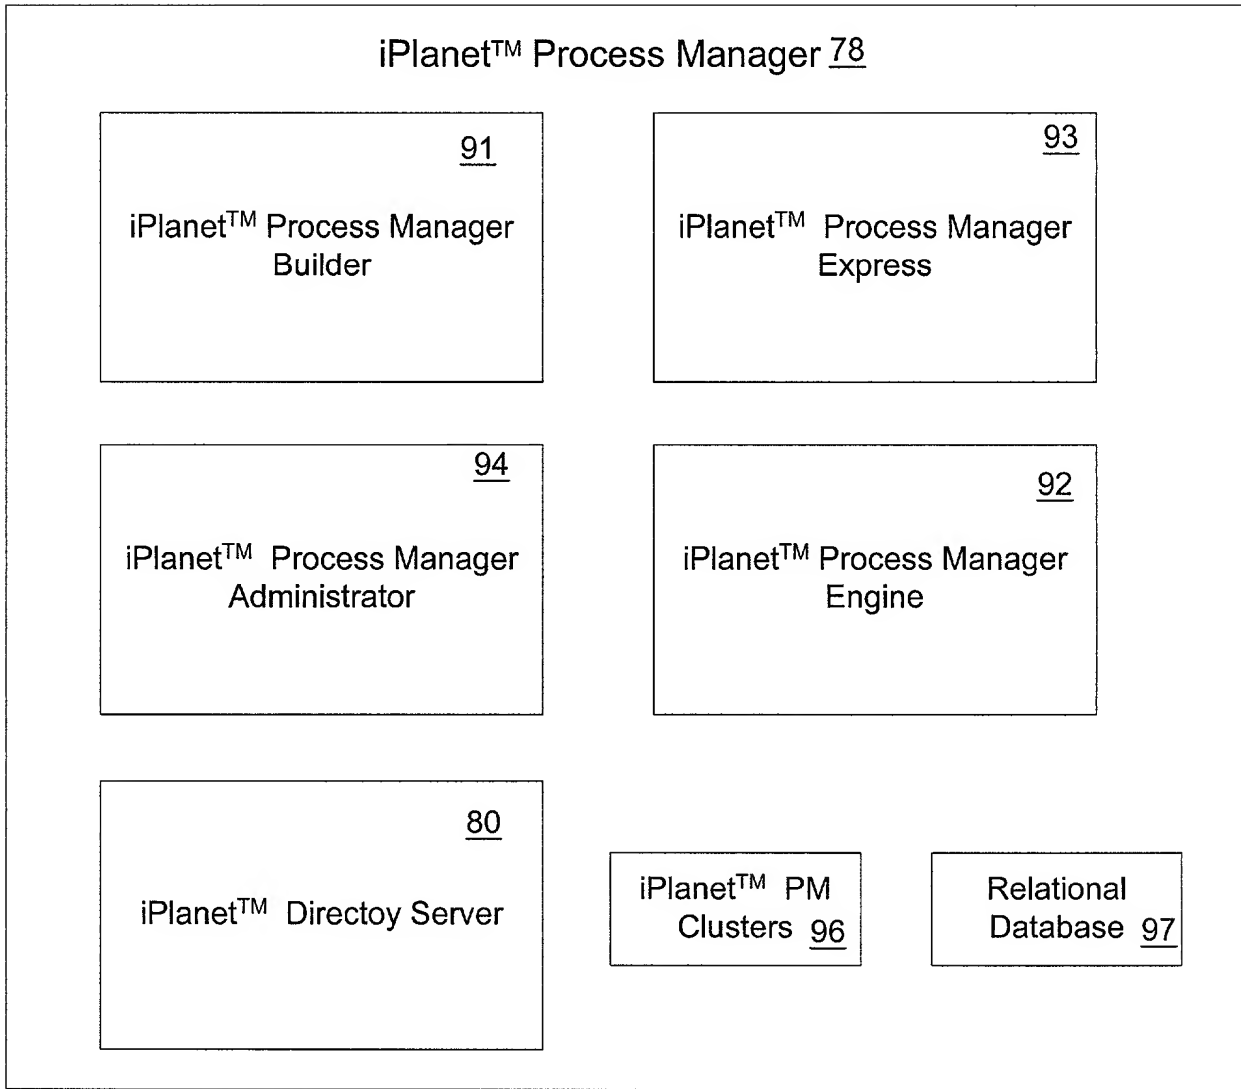 iPlanet™ Process Manager 78
91
iPlanet™ Process Manager
Builder
93
iPlanet™ Process Manager
Express
94
iPlanet™ Process Manager
Administrator
92
iPlanet™ Process Manager
Engine
80
iPlanet™ Directoy Server
iPlanet™ PM
Clusters 96
Relational
Database 97